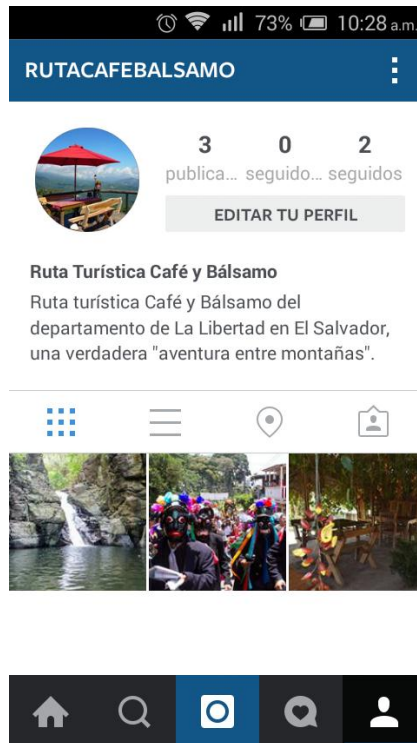 73% 10:28 a.m.
RUTACAFEBALSAMO
3 0 2
publica... seguido... seguidos
EDITAR TU PERFIL
Ruta Turística Café y Bálsamo
Ruta turística Café y Bálsamo del
departamento de La Libertad en El Salvador,
una verdadera "aventura entre montañas".